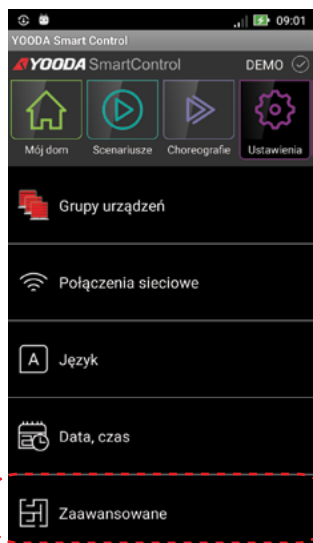 09:01
YOODA Smart Control
YOODA SmartControl DEMO
Mój dom Scenariusze Choreografie Ustawienia
Grupy urządzeń
Połączenia sieciowe
A Język
Data, czas
Zaawansowane